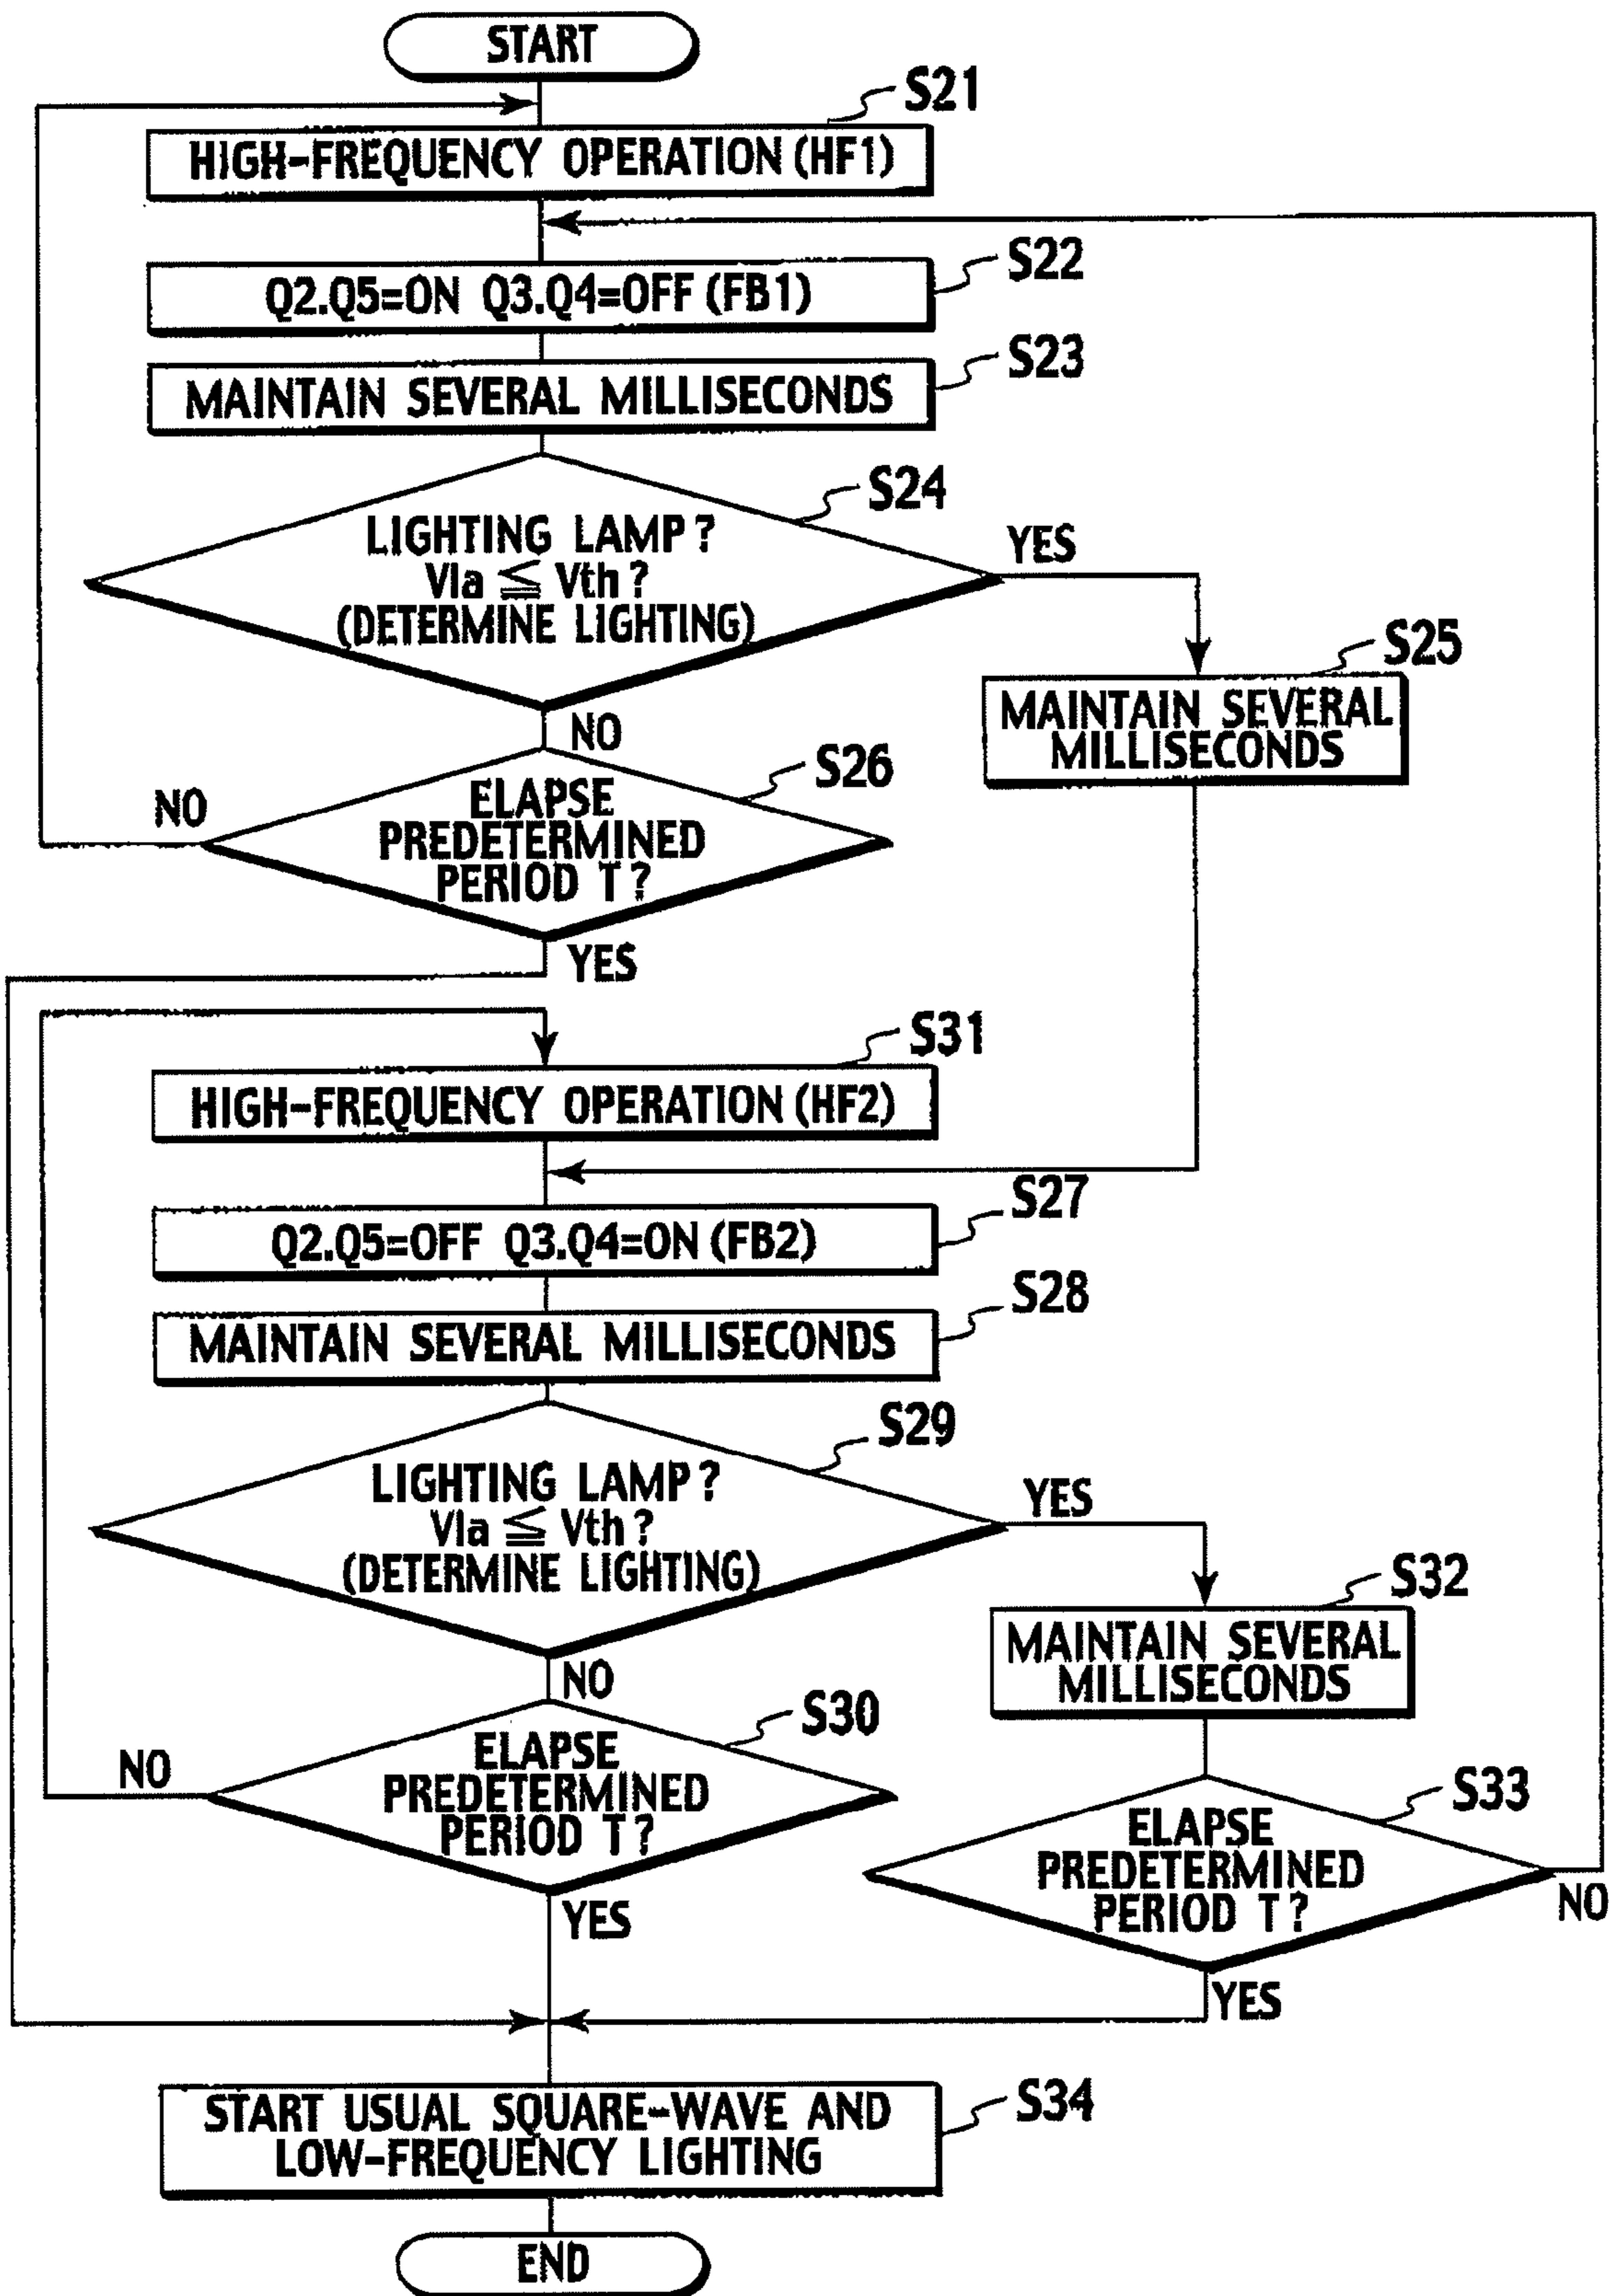 START
S21
HIGH-FREQUENCY OPERATION (HF1)
S22
Q2.Q5=ON Q3.Q4=OFF (FB1)
S23
MAINTAIN SEVERAL MILLISECONDS
S24
LIGHTING LAMP?
Vla ≦ Vth?
(DETERMINE LIGHTING)
YES
S25
MAINTAIN SEVERAL
MILLISECONDS
NO
S26
ELAPSE
PREDETERMINED
PERIOD T?
NO
YES
S31
HIGH-FREQUENCY OPERATION (HF2)
S27
Q2.Q5=OFF Q3.Q4=ON (FB2)
S28
MAINTAIN SEVERAL MILLISECONDS
S29
LIGHTING LAMP?
Vla ≦ Vth?
(DETERMINE LIGHTING)
YES
S32
MAINTAIN SEVERAL
MILLISECONDS
NO
S30
ELAPSE
PREDETERMINED
PERIOD T?
NO
YES
S33
ELAPSE
PREDETERMINED
PERIOD T?
NO
YES
S34
START USUAL SQUARE-WAVE AND
LOW-FREQUENCY LIGHTING
END